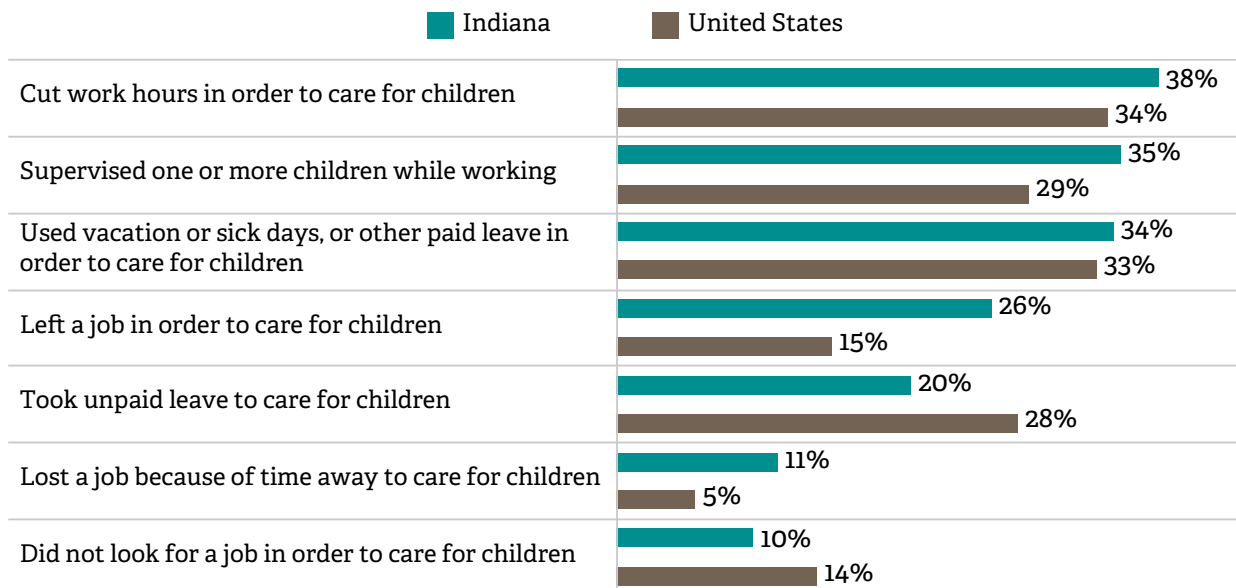 Indiana United States
Cut work hours in order to care for children
38%
34%
Supervised one or more children while working
35%
29%
Used vacation or sick days, or other paid leave in
order to care for children
34%
33%
Left a job in order to care for children
26%
15%
Took unpaid leave to care for children
20%
28%
Lost a job because of time away to care for children
11%
5%
Did not look for a job in order to care for children
10%
14%